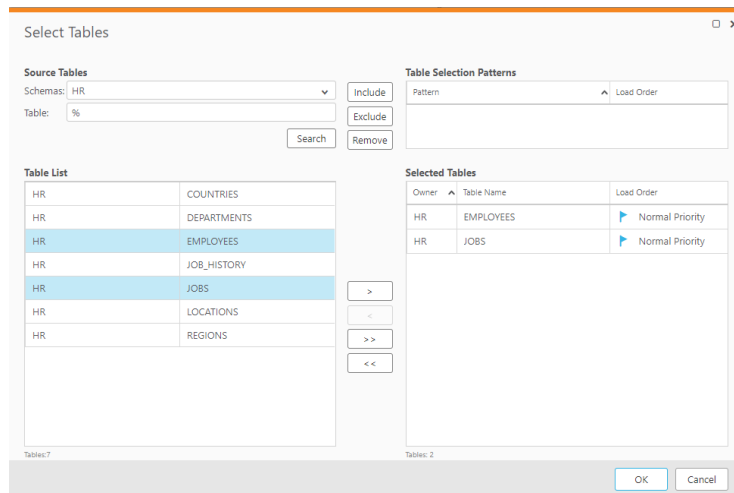 Select Tables
Source Tables
Schemas: HR
Table: %
Search
Include
Exclude
Remove
Table Selection Patterns
Pattern Load Order
Table List
HR COUNTRIES
HR DEPARTMENTS
HR EMPLOYEES
HR JOB_HISTORY
HR JOBS
HR LOCATIONS
HR REGIONS
Tables:7
>
<
>>
<<
Selected Tables
Owner Table Name Load Order
HR EMPLOYEES Normal Priority
HR JOBS Normal Priority
Tables: 2
OK Cancel